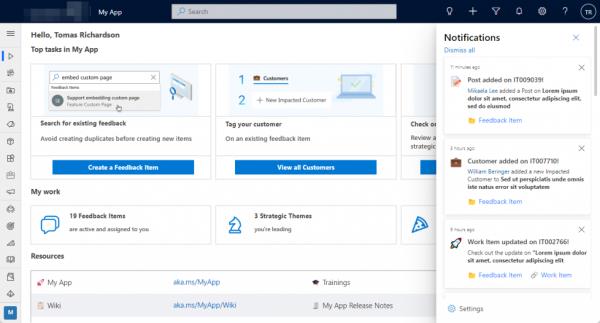 My App
Search
TR
Hello, Tomas Richardson
Top tasks in My App
embed custom page
Feedback Items
SE
Support embedding custom page
Feature Custom Page
Search for existing feedback
Avoid creating duplicates before creating new items
Create a Feedback Item
1
Customers
2
+ New Impacted Customer
Tag your customer
On an existing feedback item
View all Customers
Check on
Review a
strategic
My work
19 Feedback Items
are active and assigned to you
3 Strategic Themes
you're leading
Resources
My App
aka.ms/MyApp
Trainings
Wiki
aka.ms/MyApp/Wiki
My App Release Notes
M
Notifications
Dismiss all
11 minutes ago
Post added on IT009039!
Mikaela Lee added a Post on Lorem
ipsum dolor sit amet, consectetur
adipiscing elit, sed do eiusmod
Feedback Item
3 hours ago
Customer added on IT007710!
William Beringer added a new Impacted
Customer to Sed ut perspiciatis unde omnis
iste natus error sit voluptatem
Feedback Item
9 hours ago
Work Item updated on IT002766!
Check out the update on "Lorem ipsum dolor
sit amet, consectetur adipiscing elit
Feedback Item
Work Item
Settings